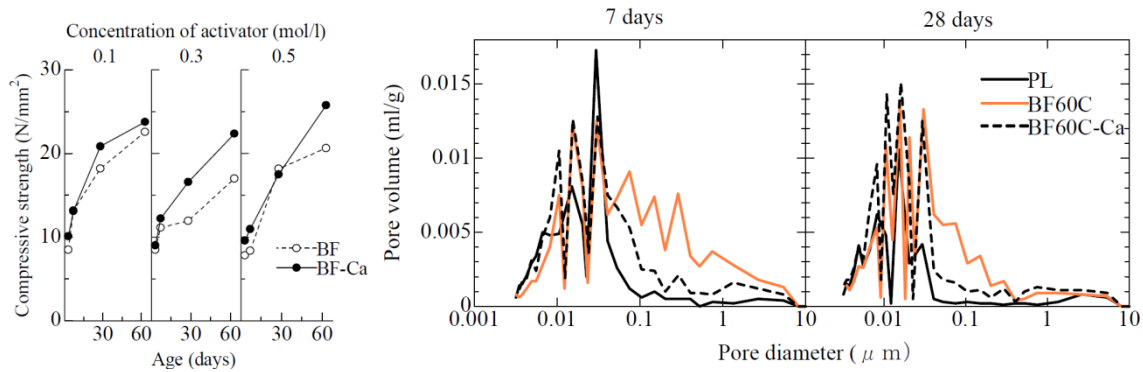 Concentration of activator (mol/l)
0.1 0.3 0.5
30
20
10
0
Compressive strength (N/mm²)
BF
BF-Ca
30 60 30 60 30 60
Age (days)
7 days 28 days
0.015
0.01
0.005
0
Pore volume (ml/g)
PL
BF60C
BF60C-Ca
0.001 0.01 0.1 1 10 0.01 0.1 1 10
Pore diameter ( μ m)